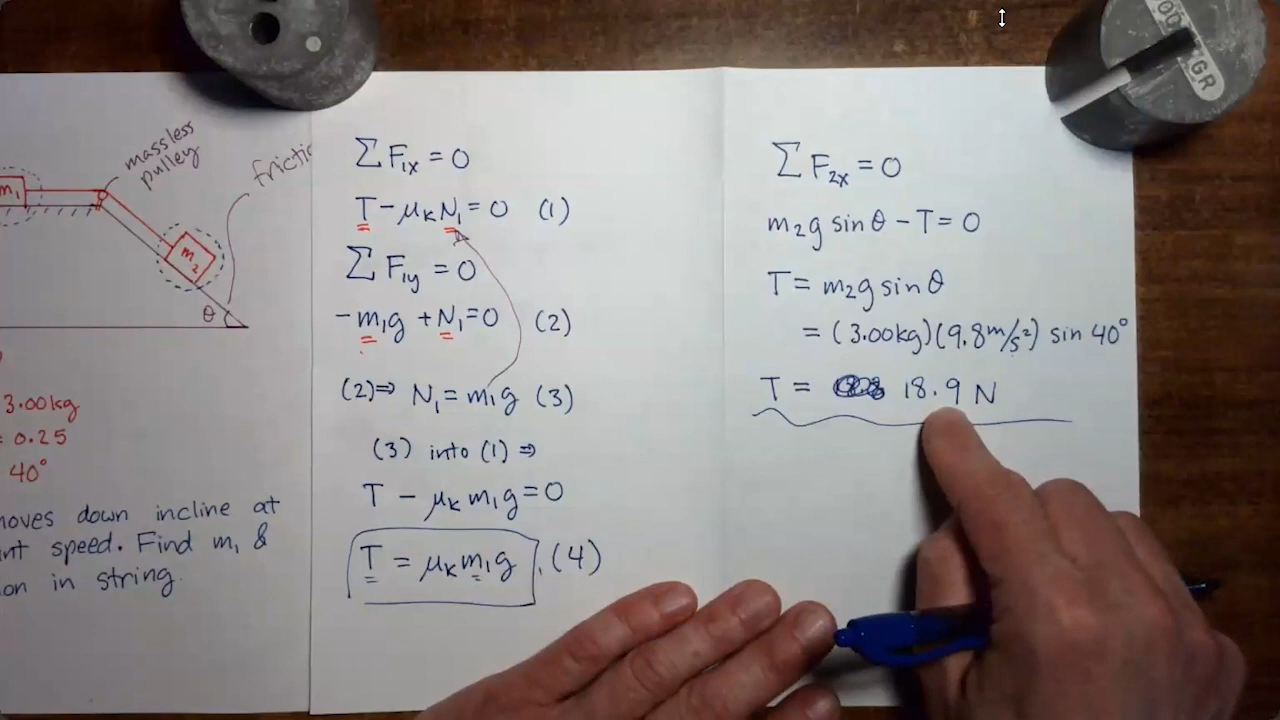 m₁
massless
pulley
frictio
m₂
θ
3.00kg
= 0.25
40°
moves down incline at
nt speed. Find m₁ &
on in string.
ΣF₁ₓ = 0
T - μₖN₁ = 0 (1)
ΣF₁y = 0
-m₁g + N₁ = 0 (2)
(2) ⇒ N₁ = m₁g (3)
(3) into (1) ⇒
T - μₖm₁g = 0
T = μₖm₁g. (4)
ΣF₂ₓ = 0
m₂g sin θ - T = 0
T = m₂g sin θ
= (3.00kg)(9.8 m/s²) sin 40°
T = 18.9 N
GR